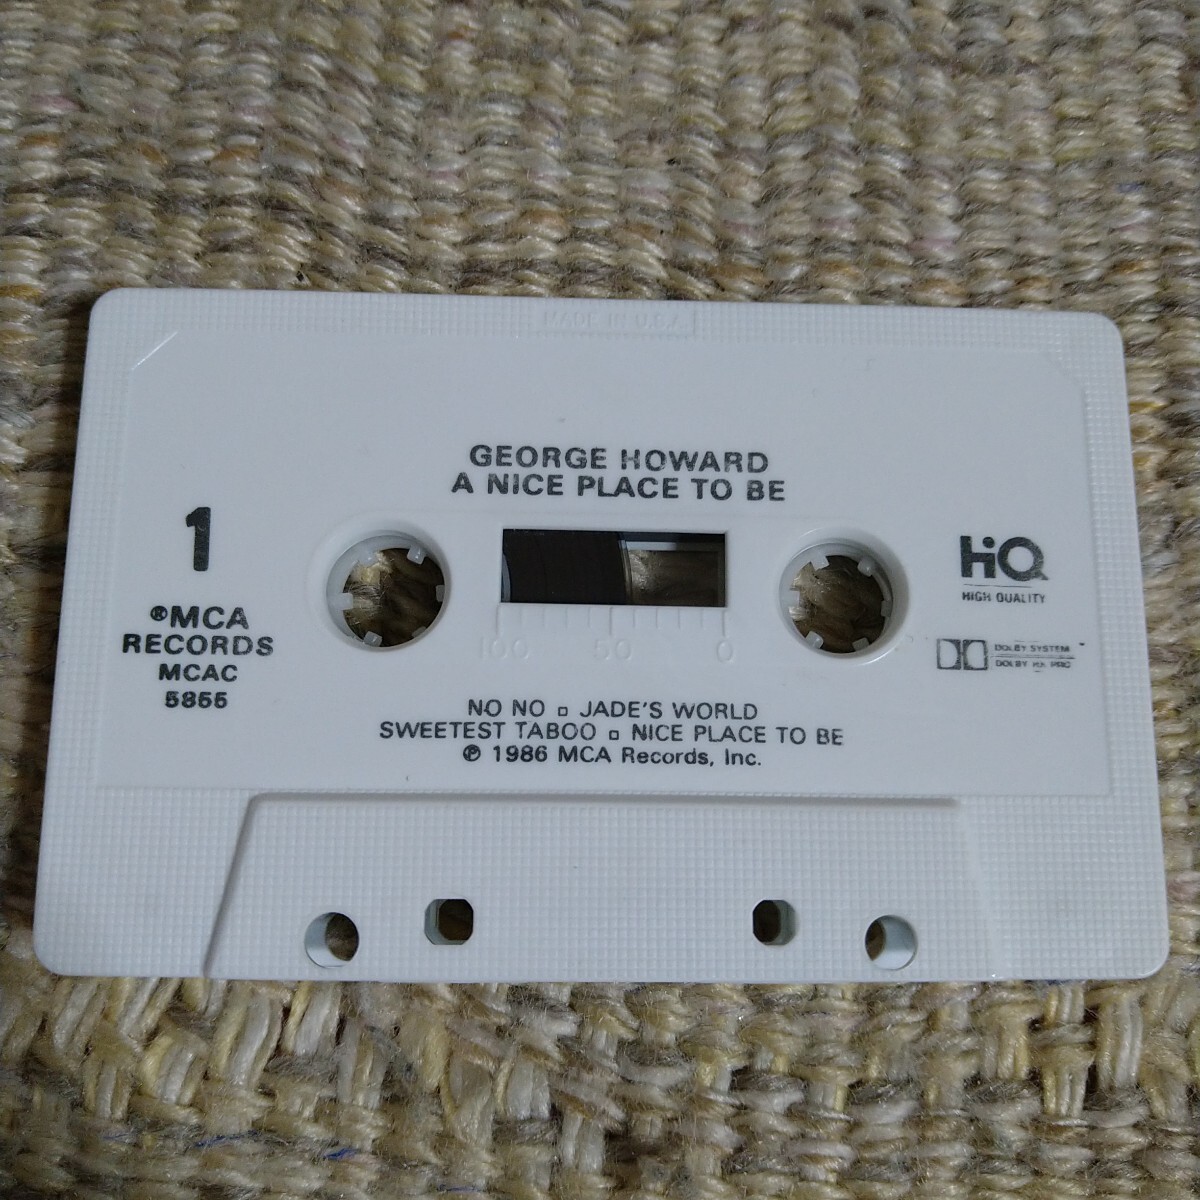 MADE IN U.S.A.
GEORGE HOWARD
A NICE PLACE TO BE
1
®MCA
RECORDS
MCAC
5855
HiQ
HIGH QUALITY
DOLBY SYSTEM
DOLBY HX PRO
100 50 0
NO NO ▫ JADE'S WORLD
SWEETEST TABOO ▫ NICE PLACE TO BE
℗ 1986 MCA Records, Inc.